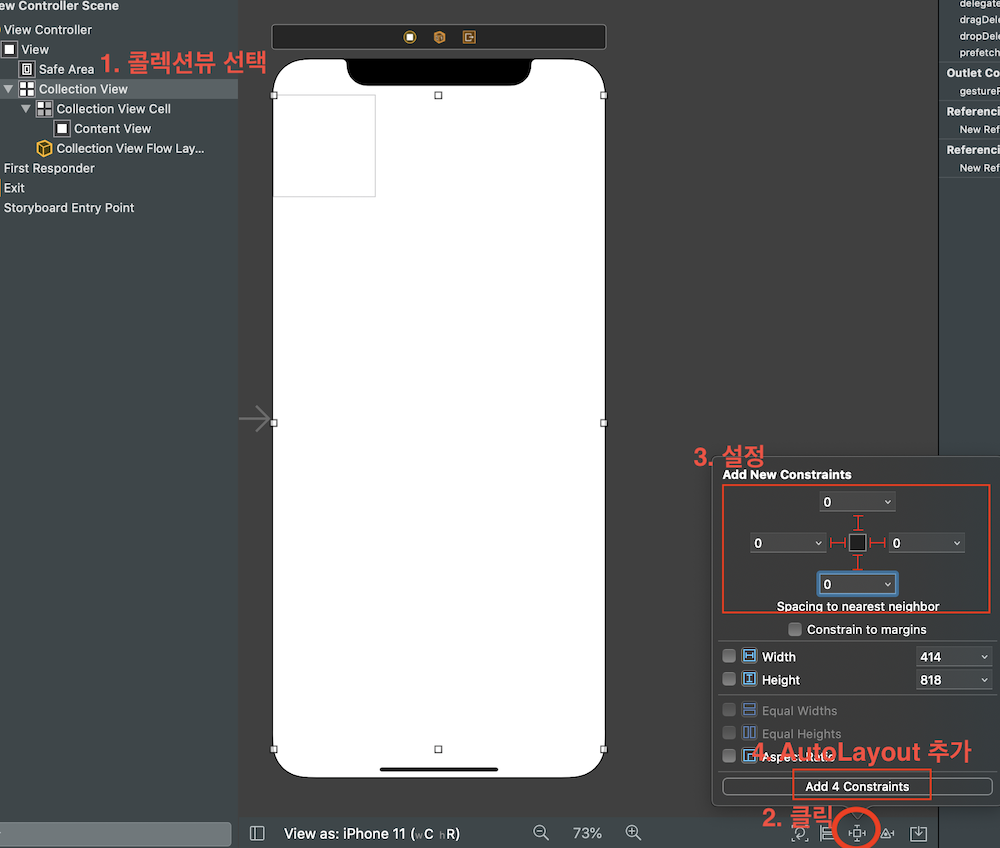 ew Controller Scene
View Controller
View
Safe Area
1. 콜렉션뷰 선택
Collection View
Collection View Cell
Content View
Collection View Flow Lay...
First Responder
Exit
Storyboard Entry Point
delegate
dragDele
dropDele
prefetch
Outlet Co
gestureR
Referenci
New Ref
Referenci
New Ref
3. 설정
Add New Constraints
0
0
0
0
Spacing to nearest neighbor
Constrain to margins
Width
414
Height
818
Equal Widths
Equal Heights
4. AutoLayout 추가
Aspect Ratio
Add 4 Constraints
2. 클릭
View as: iPhone 11 (wC hR)
73%